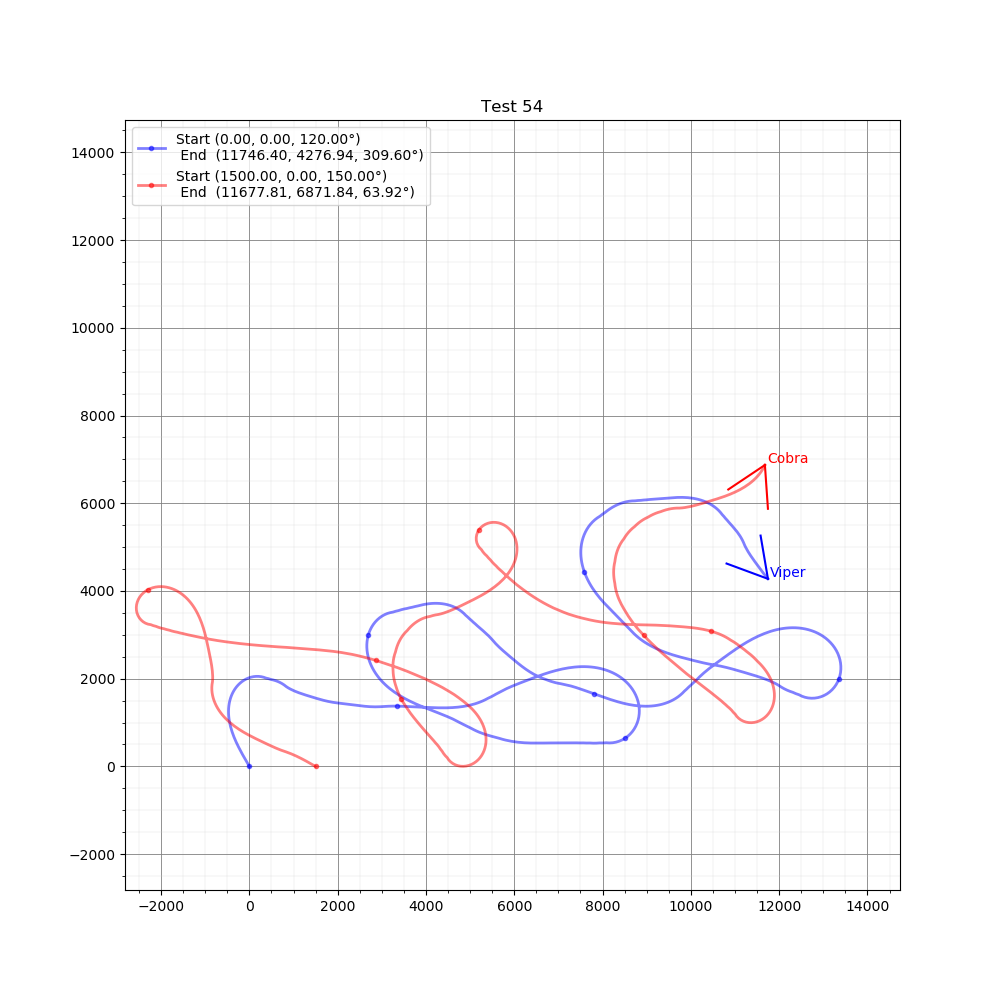 Test 54
Start (0.00, 0.00, 120.00°)
End (11746.40, 4276.94, 309.60°)
Start (1500.00, 0.00, 150.00°)
End (11677.81, 6871.84, 63.92°)
14000
12000
10000
8000
6000
4000
2000
0
−2000
Cobra
Viper
−2000 0 2000 4000 6000 8000 10000 12000 14000